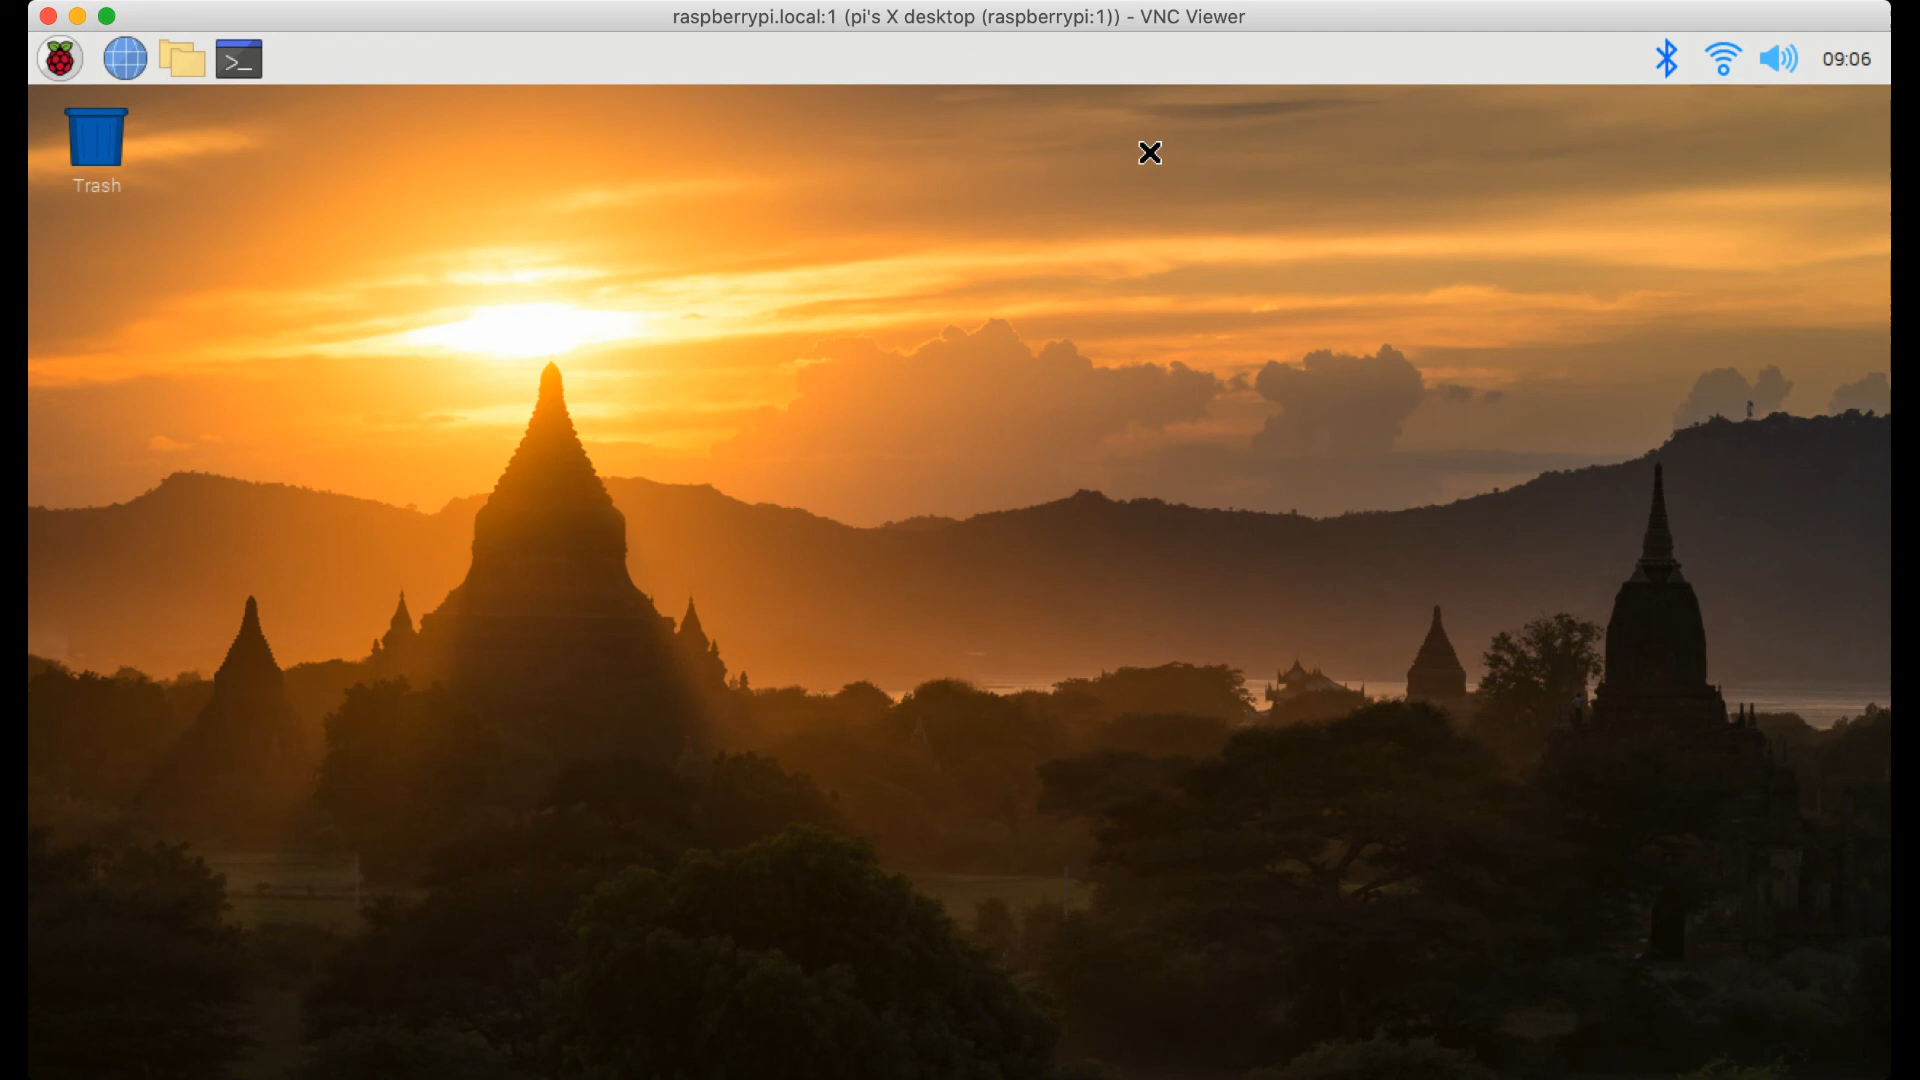 raspberrypi.local:1 (pi's X desktop (raspberrypi:1)) - VNC Viewer
>_
09:06
Trash